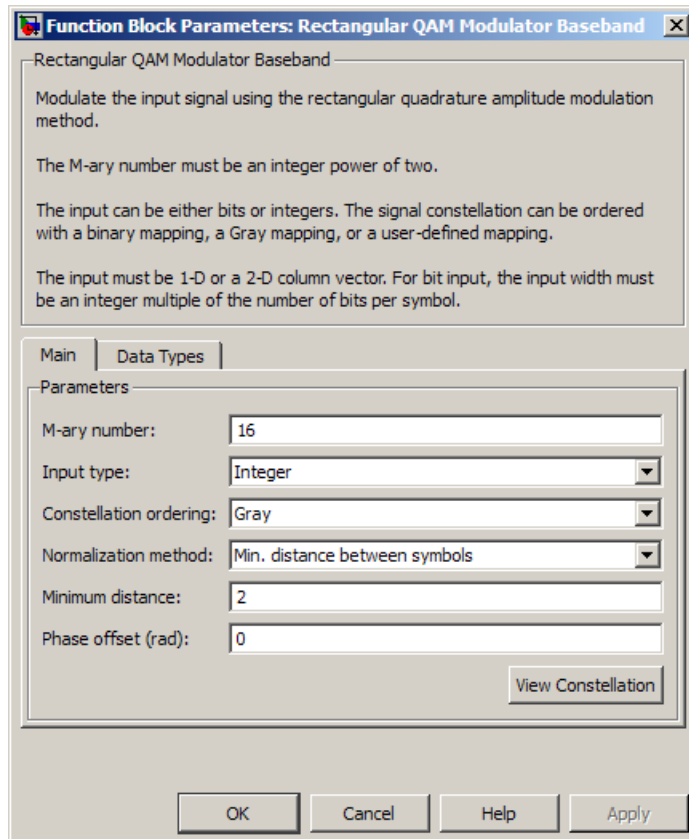 Function Block Parameters: Rectangular QAM Modulator Baseband
Rectangular QAM Modulator Baseband
Modulate the input signal using the rectangular quadrature amplitude modulation
method.
The M-ary number must be an integer power of two.
The input can be either bits or integers. The signal constellation can be ordered
with a binary mapping, a Gray mapping, or a user-defined mapping.
The input must be 1-D or a 2-D column vector. For bit input, the input width must
be an integer multiple of the number of bits per symbol.
Main Data Types
Parameters
M-ary number: 16
Input type: Integer
Constellation ordering: Gray
Normalization method: Min. distance between symbols
Minimum distance: 2
Phase offset (rad): 0
View Constellation
OK Cancel Help Apply